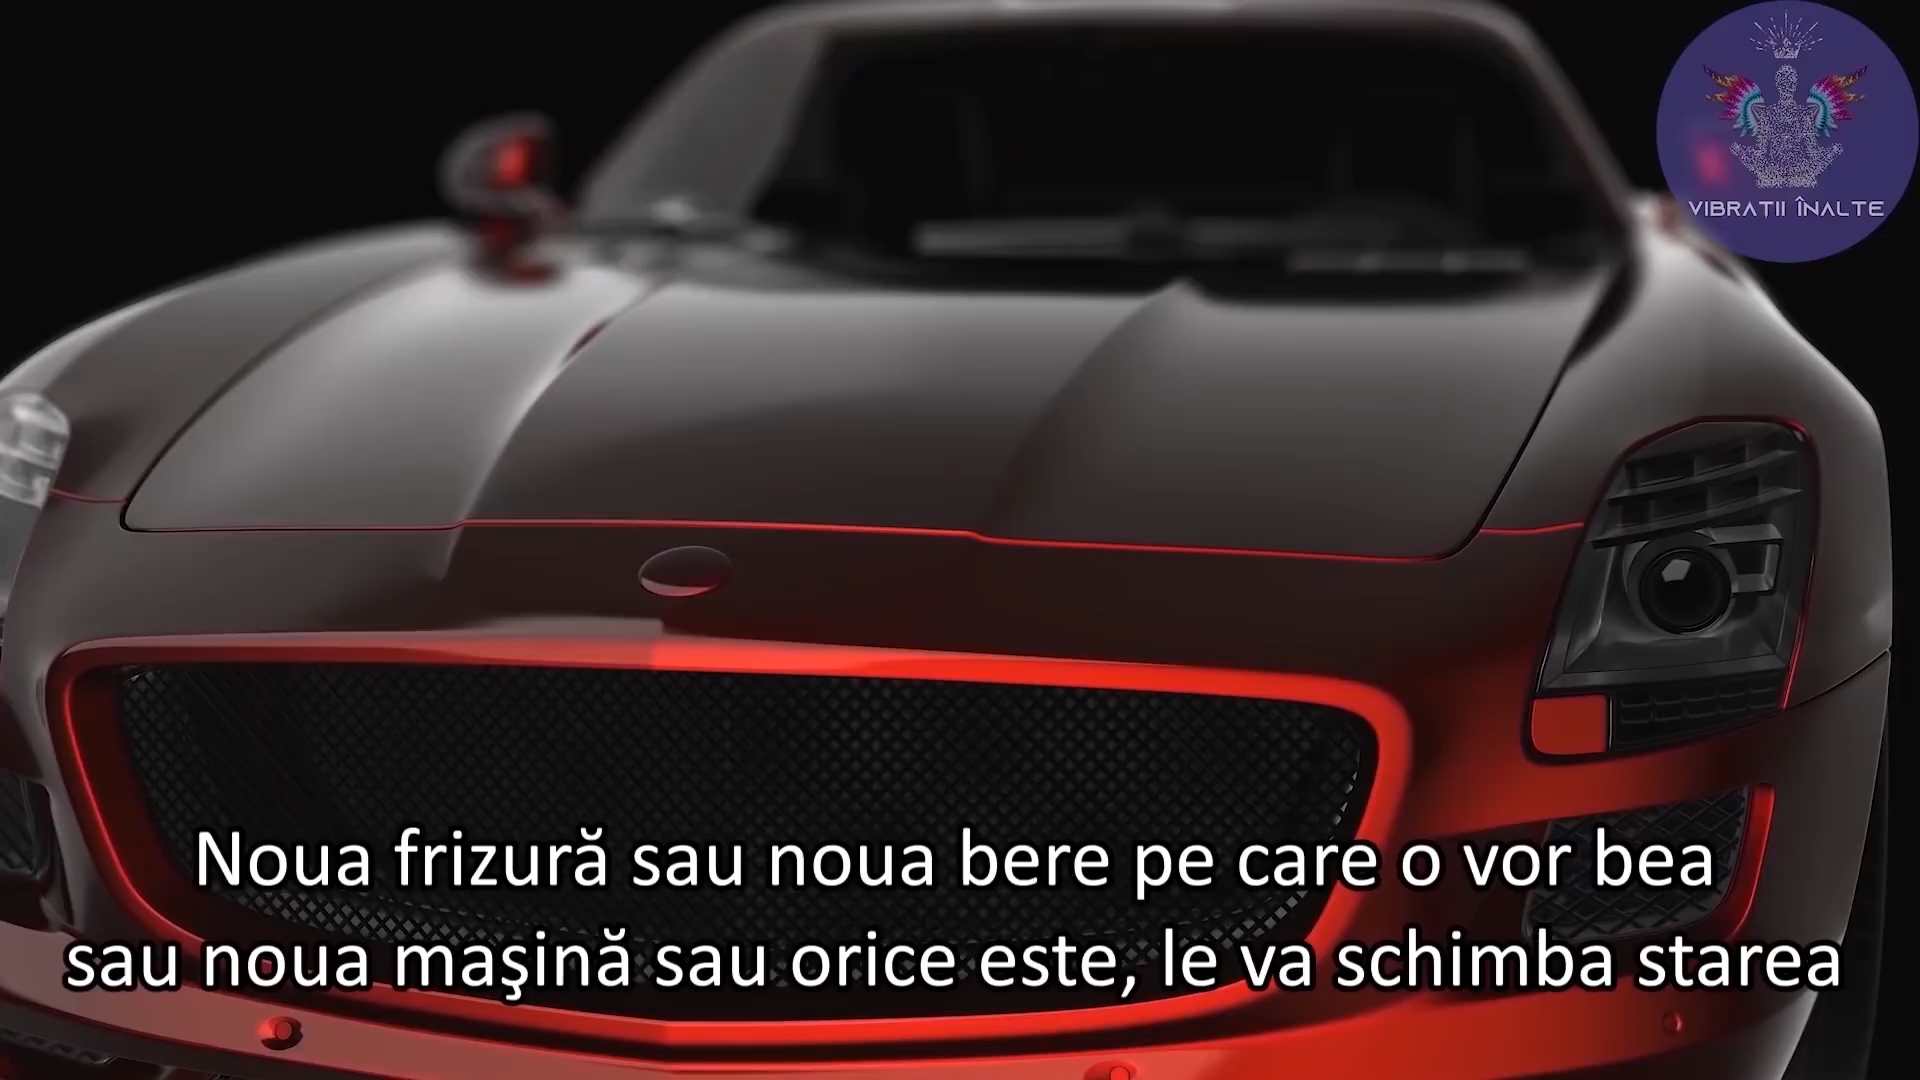 VIBRAȚII ÎNALTE
Noua frizură sau noua bere pe care o vor bea
sau noua maşină sau orice este, le va schimba starea